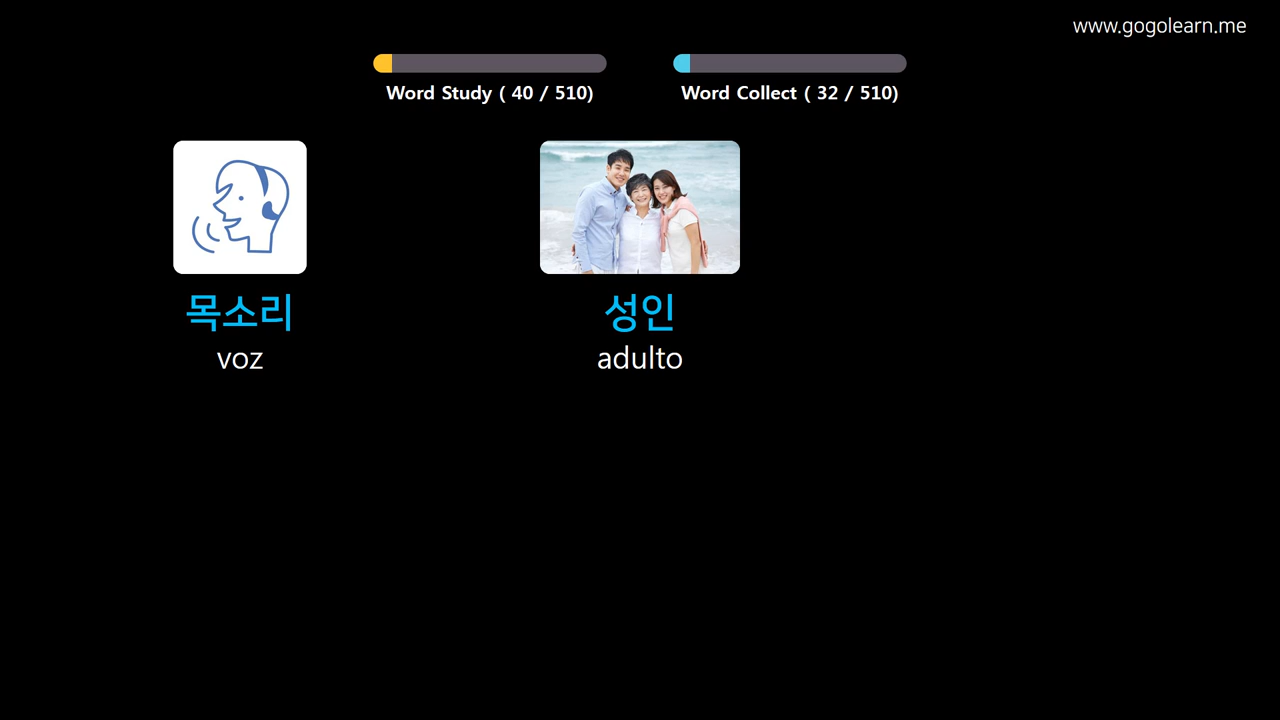 www.gogolearn.me
Word Study ( 40 / 510)
Word Collect ( 32 / 510)
목소리
voz
성인
adulto